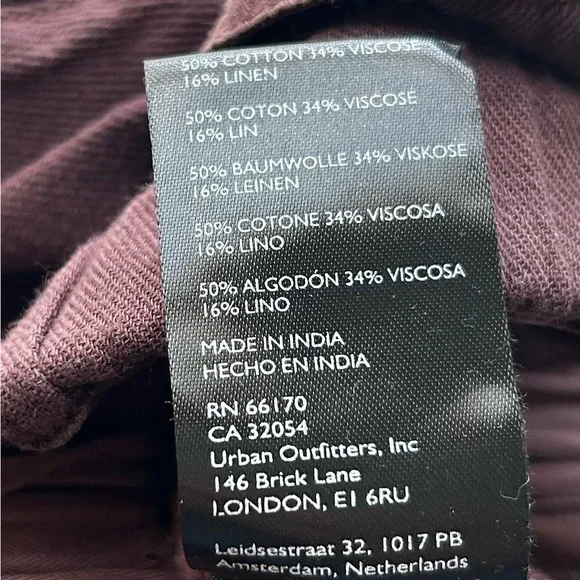 50% COTTON 34% VISCOSE
16% LINEN
50% COTON 34% VISCOSE
16% LIN
50% BAUMWOLLE 34% VISKOSE
16% LEINEN
50% COTONE 34% VISCOSA
16% LINO
50% ALGODÓN 34% VISCOSA
16% LINO
MADE IN INDIA
HECHO EN INDIA
RN 66170
CA 32054
Urban Outfitters, Inc
146 Brick Lane
LONDON, E1 6RU
Leidsestraat 32, 1017 PB
Amsterdam, Netherlands